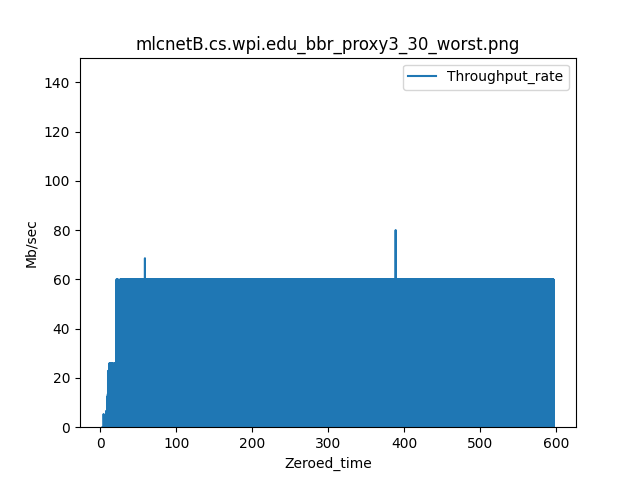 mlcnetB.cs.wpi.edu_bbr_proxy3_30_worst.png
Throughput_rate
140
120
100
80
60
40
20
0
Mb/sec
0 100 200 300 400 500 600
Zeroed_time